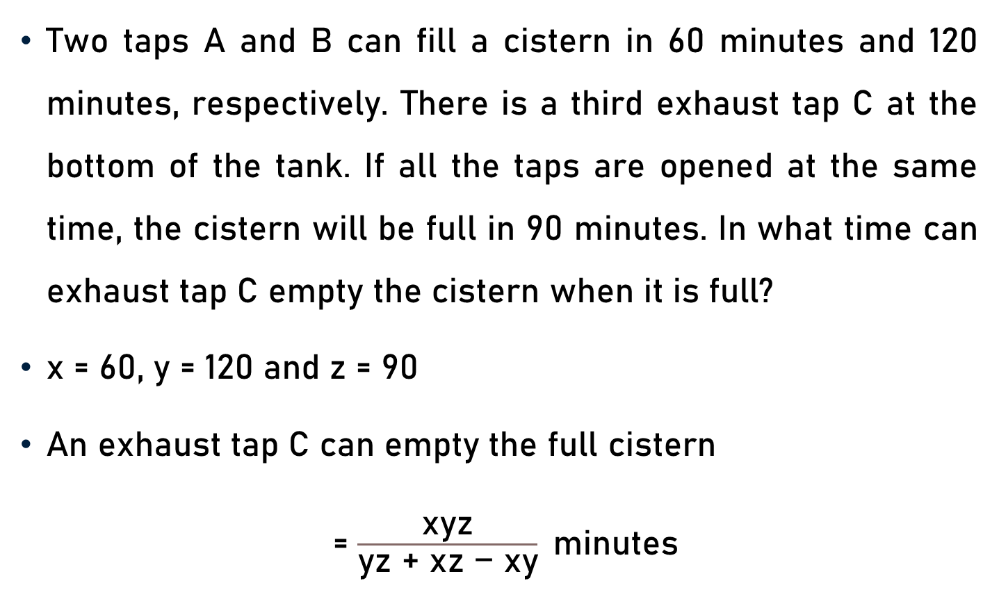 • Two taps A and B can fill a cistern in 60 minutes and 120
minutes, respectively. There is a third exhaust tap C at the
bottom of the tank. If all the taps are opened at the same
time, the cistern will be full in 90 minutes. In what time can
exhaust tap C empty the cistern when it is full?
• x = 60, y = 120 and z = 90
• An exhaust tap C can empty the full cistern
xyz
= ――― minutes
yz + xz − xy